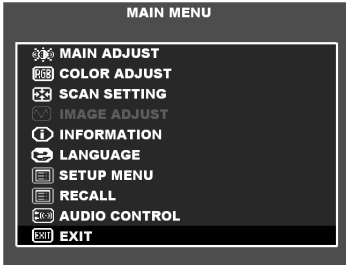 MAIN MENU
MAIN ADJUST
RGB COLOR ADJUST
SCAN SETTING
IMAGE ADJUST
INFORMATION
LANGUAGE
SETUP MENU
RECALL
AUDIO CONTROL
EXIT EXIT